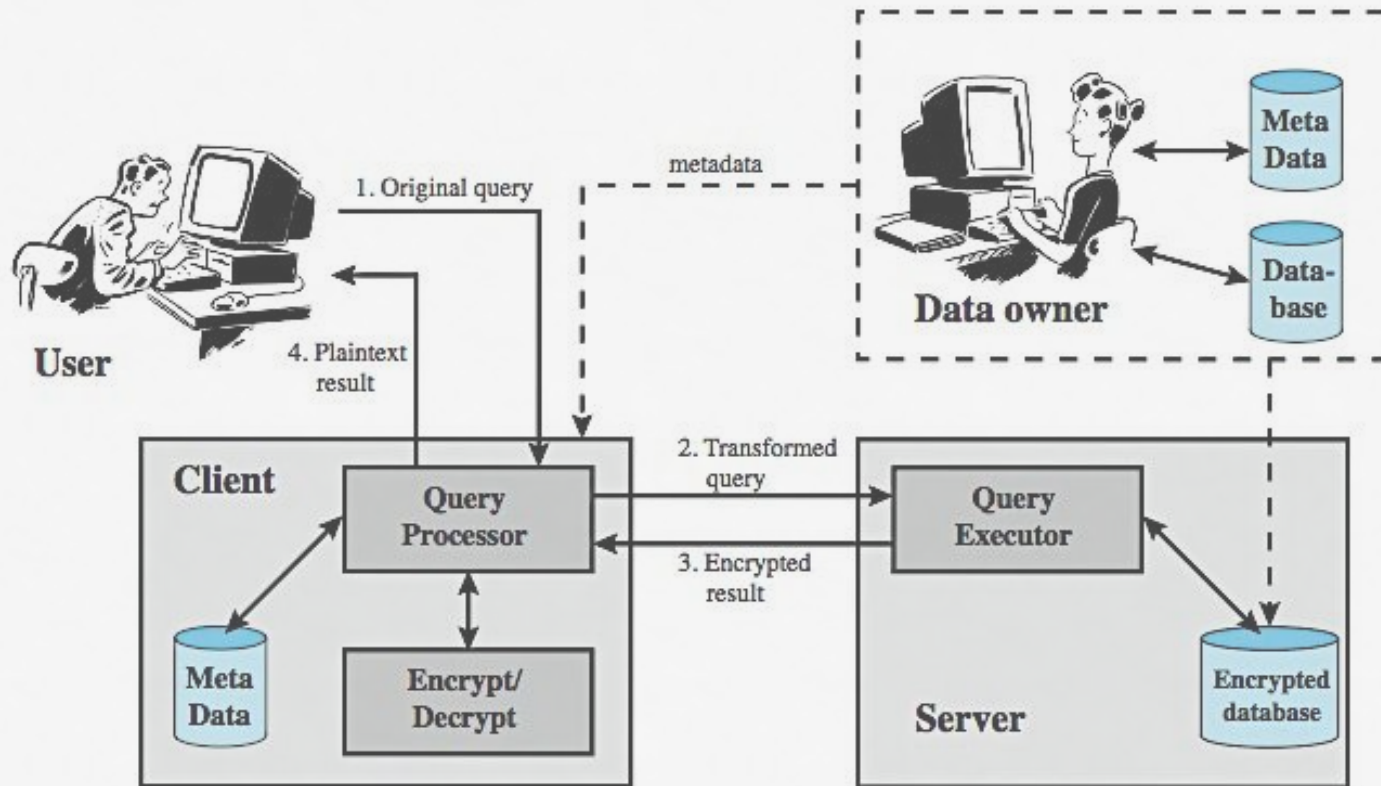 Meta
Data
metadata
1. Original query
Data-
base
Data owner
User
4. Plaintext
result
Client
2. Transformed
query
Query
Processor
Query
Executor
3. Encrypted
result
Meta
Data
Encrypt/
Decrypt
Encrypted
database
Server